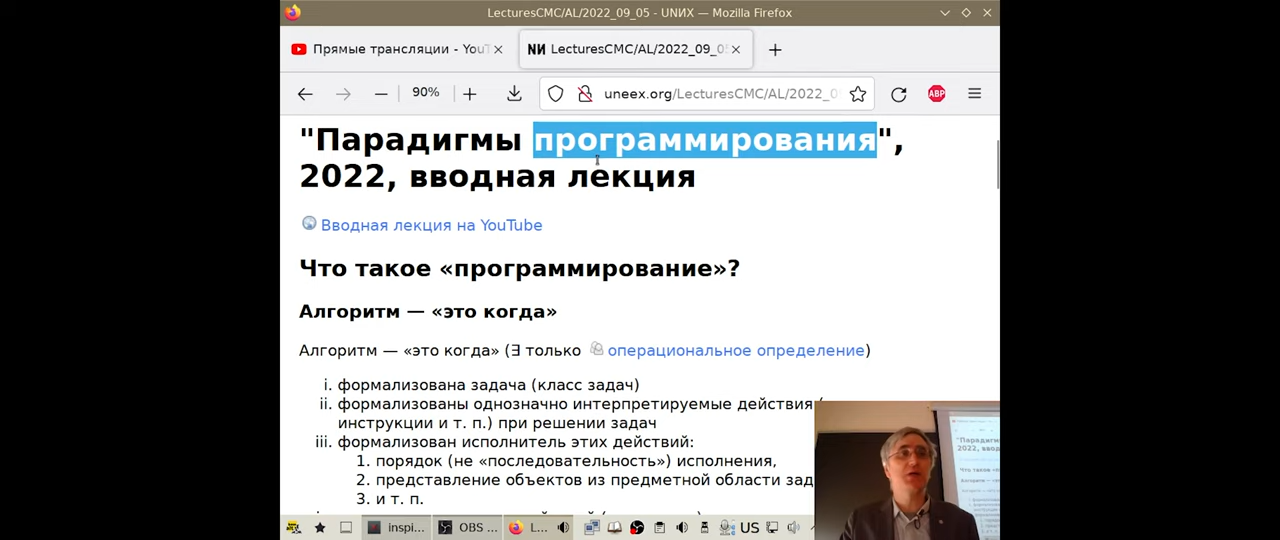 LecturesCMC/AL/2022_09_05 - UNИX — Mozilla Firefox
Прямые трансляции - YouT
LecturesCMC/AL/2022_09_0
90%
uneex.org/LecturesCMC/AL/2022_0
ABP
"Парадигмы программирования",
2022, вводная лекция
Вводная лекция на YouTube
Что такое «программирование»?
Алгоритм — «это когда»
Алгоритм — «это когда» (∃ только операциональное определение)
i. формализована задача (класс задач)
ii. формализованы однозначно интерпретируемые действия (
инструкции и т. п.) при решении задач
iii. формализован исполнитель этих действий:
1. порядок (не «последовательность») исполнения,
2. представление объектов из предметной области зад
3. и т. п.
inspi...
OBS ...
L...
US